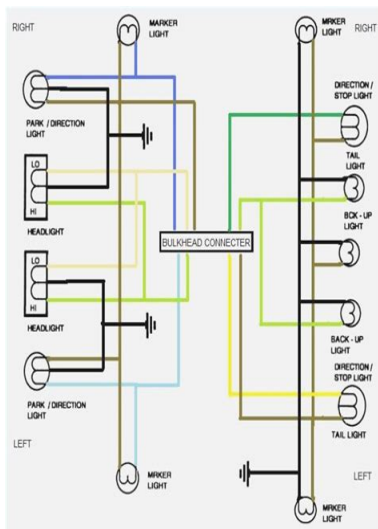 RIGHT
MARKER
LIGHT
MRKER
LIGHT
RIGHT
PARK / DIRECTION
LIGHT
DIRECTION /
STOP LIGHT
TAIL
LIGHT
LO
HI
HEADLIGHT
BCK - UP
LIGHT
BULKHEAD CONNECTER
LO
HI
HEADLIGHT
BACK - UP
LIGHT
DIRECTION /
STOP LIGHT
PARK / DIRECTION
LIGHT
TAIL LIGHT
LEFT
MRKER
LIGHT
LEFT
MRKER
LIGHT